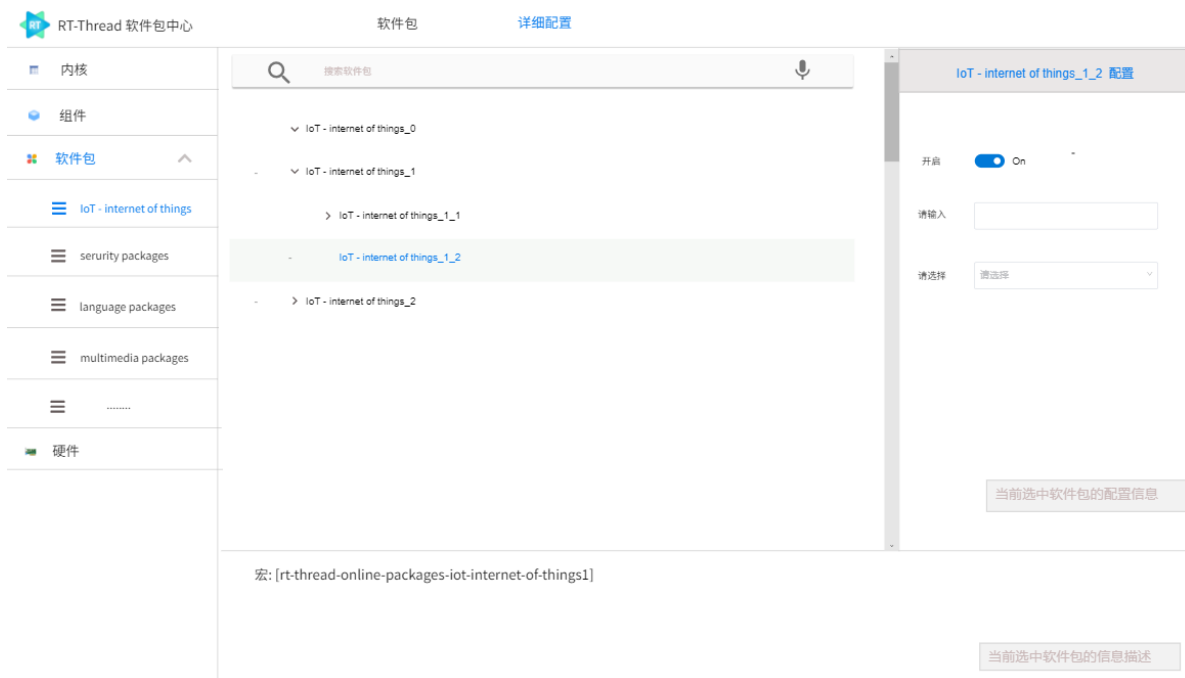 RT RT-Thread 软件包中心
软件包
详细配置
内核
组件
软件包
IoT - internet of things
serurity packages
language packages
multimedia packages
........
硬件
搜索软件包
IoT - internet of things_0
- IoT - internet of things_1
IoT - internet of things_1_1
- IoT - internet of things_1_2
- IoT - internet of things_2
IoT - internet of things_1_2 配置
开启 On -
请输入
请选择 请选择
当前选中软件包的配置信息
宏: [rt-thread-online-packages-iot-internet-of-things1]
当前选中软件包的信息描述